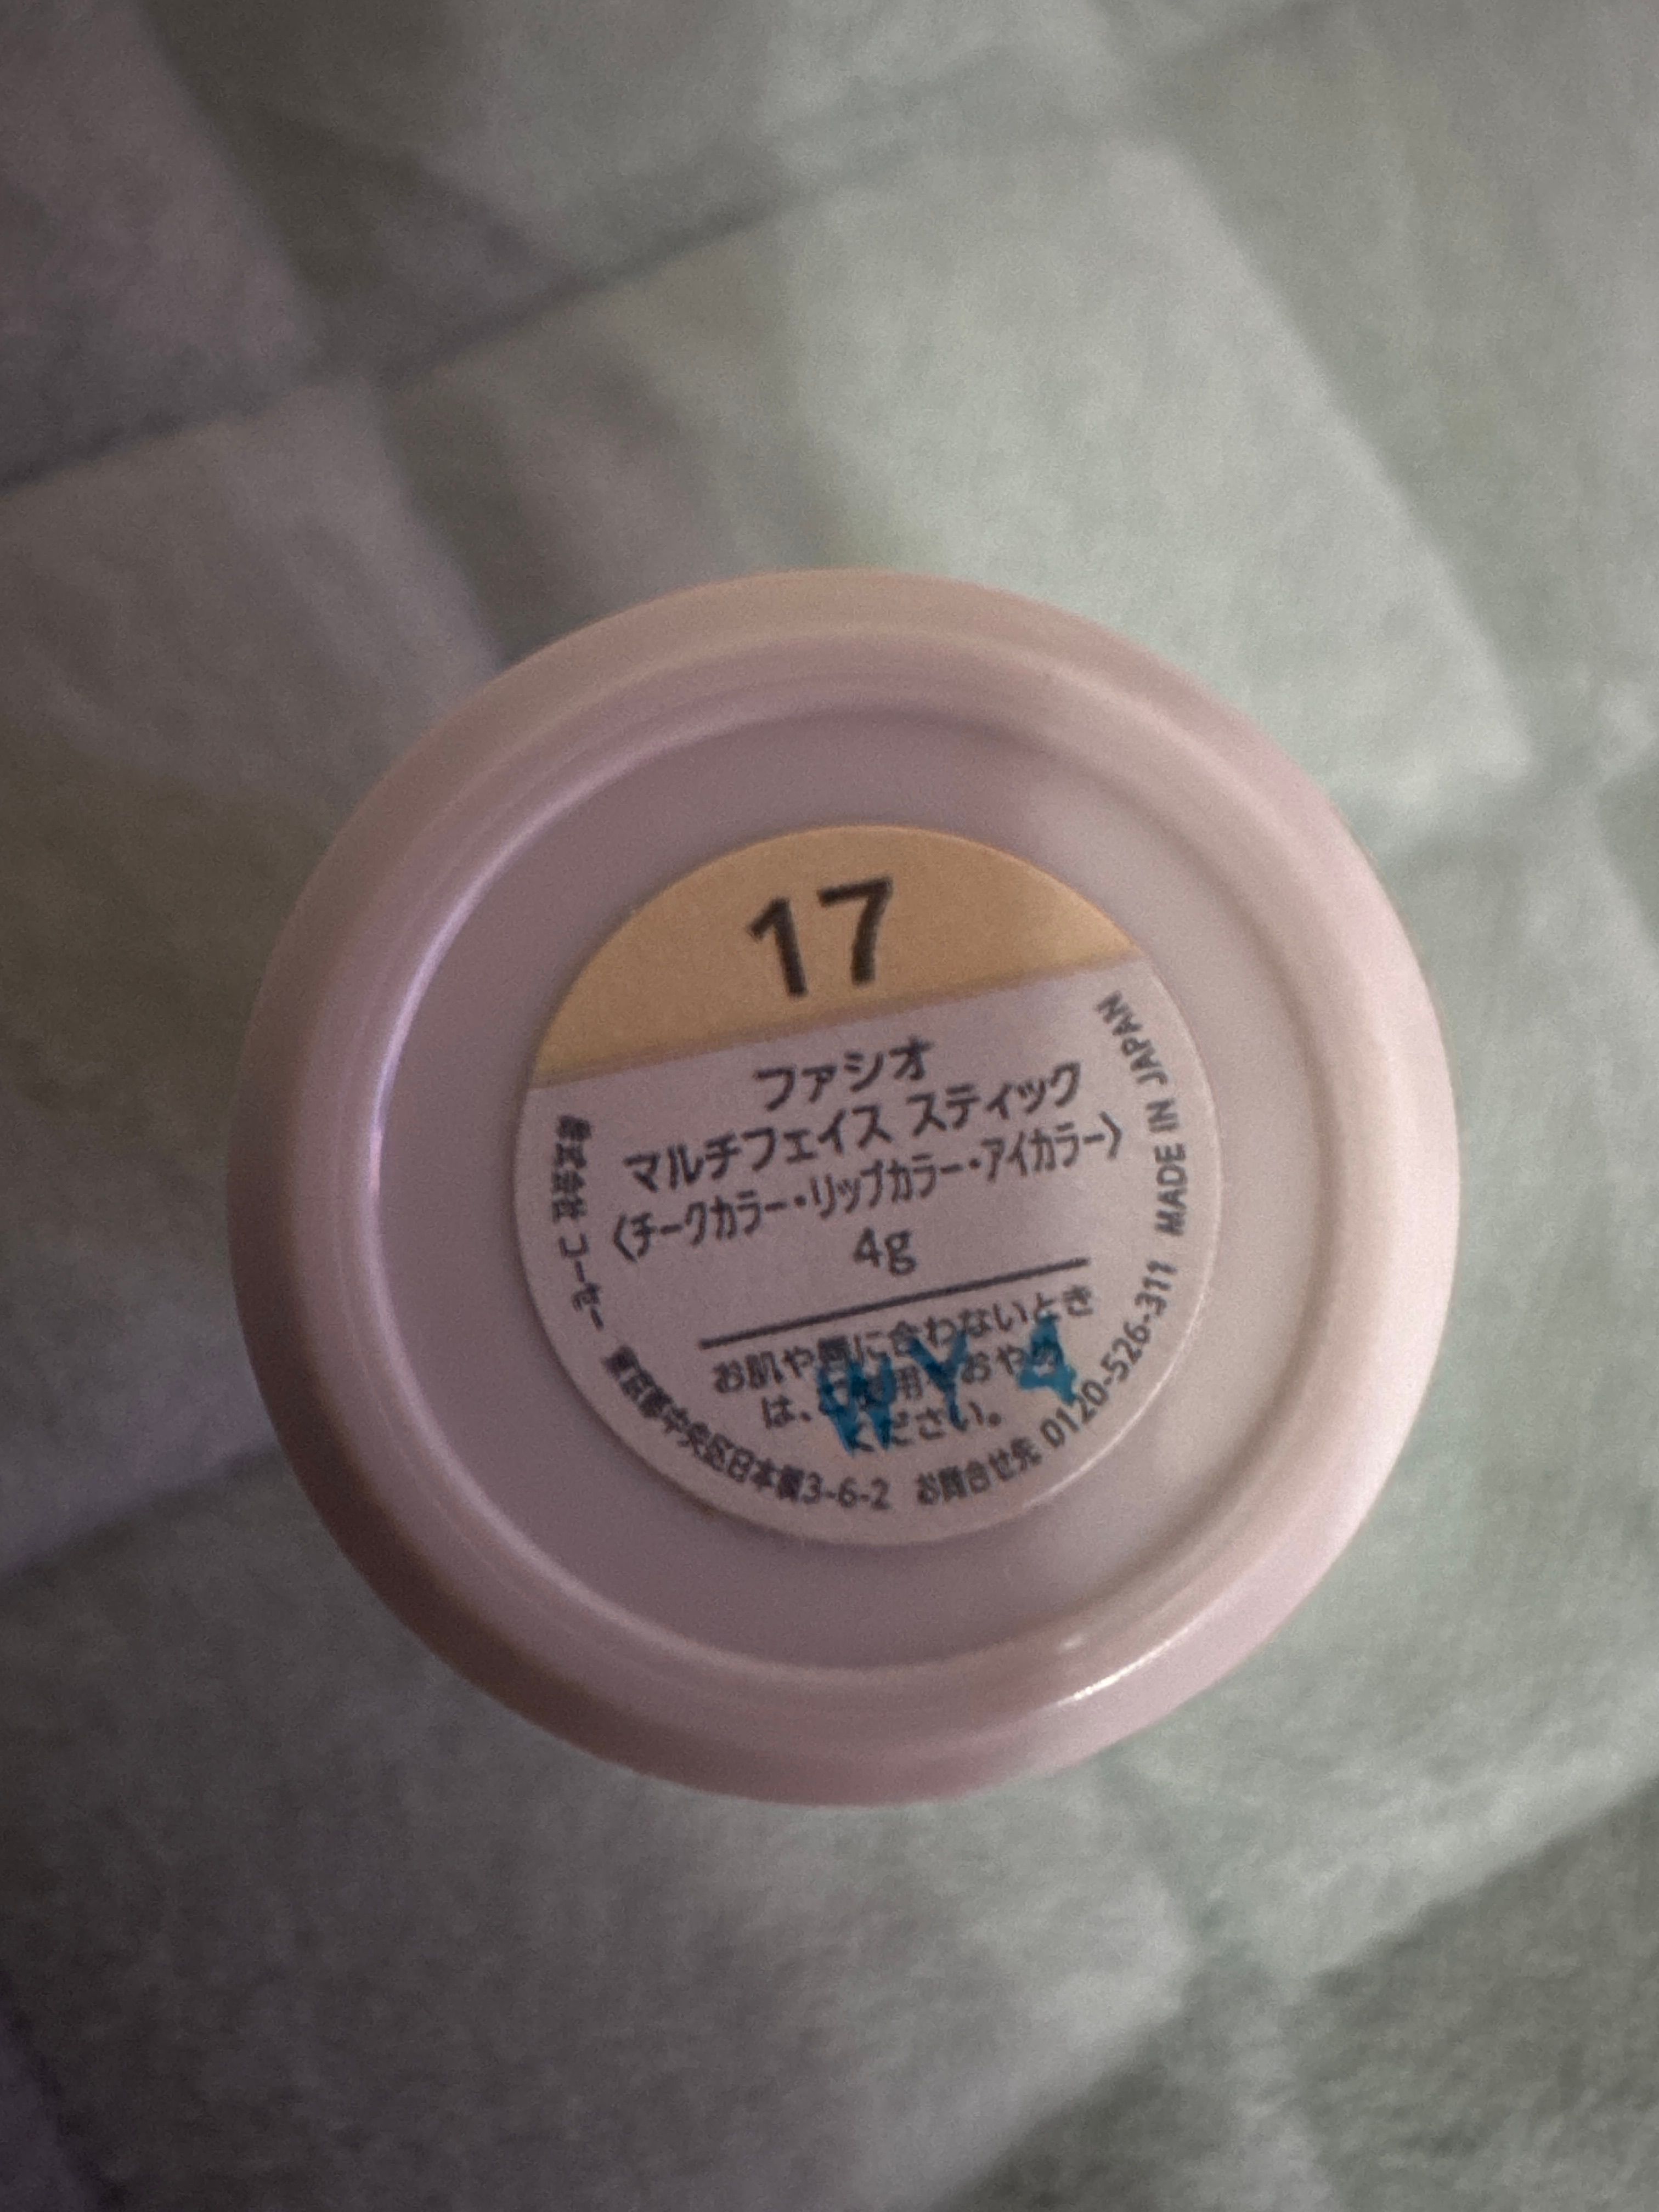 17
ファシオ
マルチフェイス スティック
〈チークカラー・リップカラー・アイカラー〉
4g
お肌や唇に合わないとき
は、ご使用をおやめ
ください。
WY 4
株式会社 コーセー 東京都中央区日本橋3-6-2 お問合せ先 0120-526-311 MADE IN JAPAN